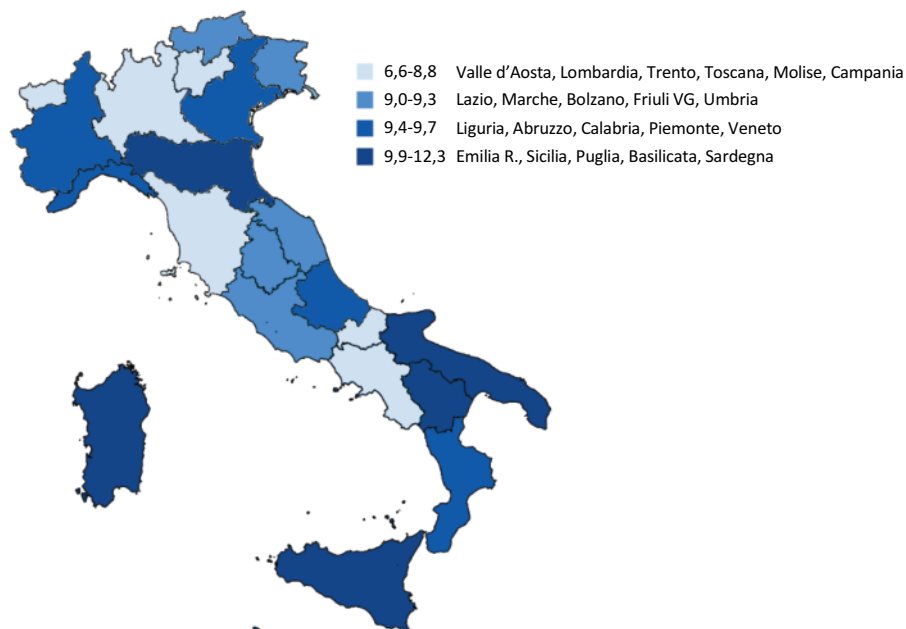 6,6-8,8 Valle d’Aosta, Lombardia, Trento, Toscana, Molise, Campania
9,0-9,3 Lazio, Marche, Bolzano, Friuli VG, Umbria
9,4-9,7 Liguria, Abruzzo, Calabria, Piemonte, Veneto
9,9-12,3 Emilia R., Sicilia, Puglia, Basilicata, Sardegna